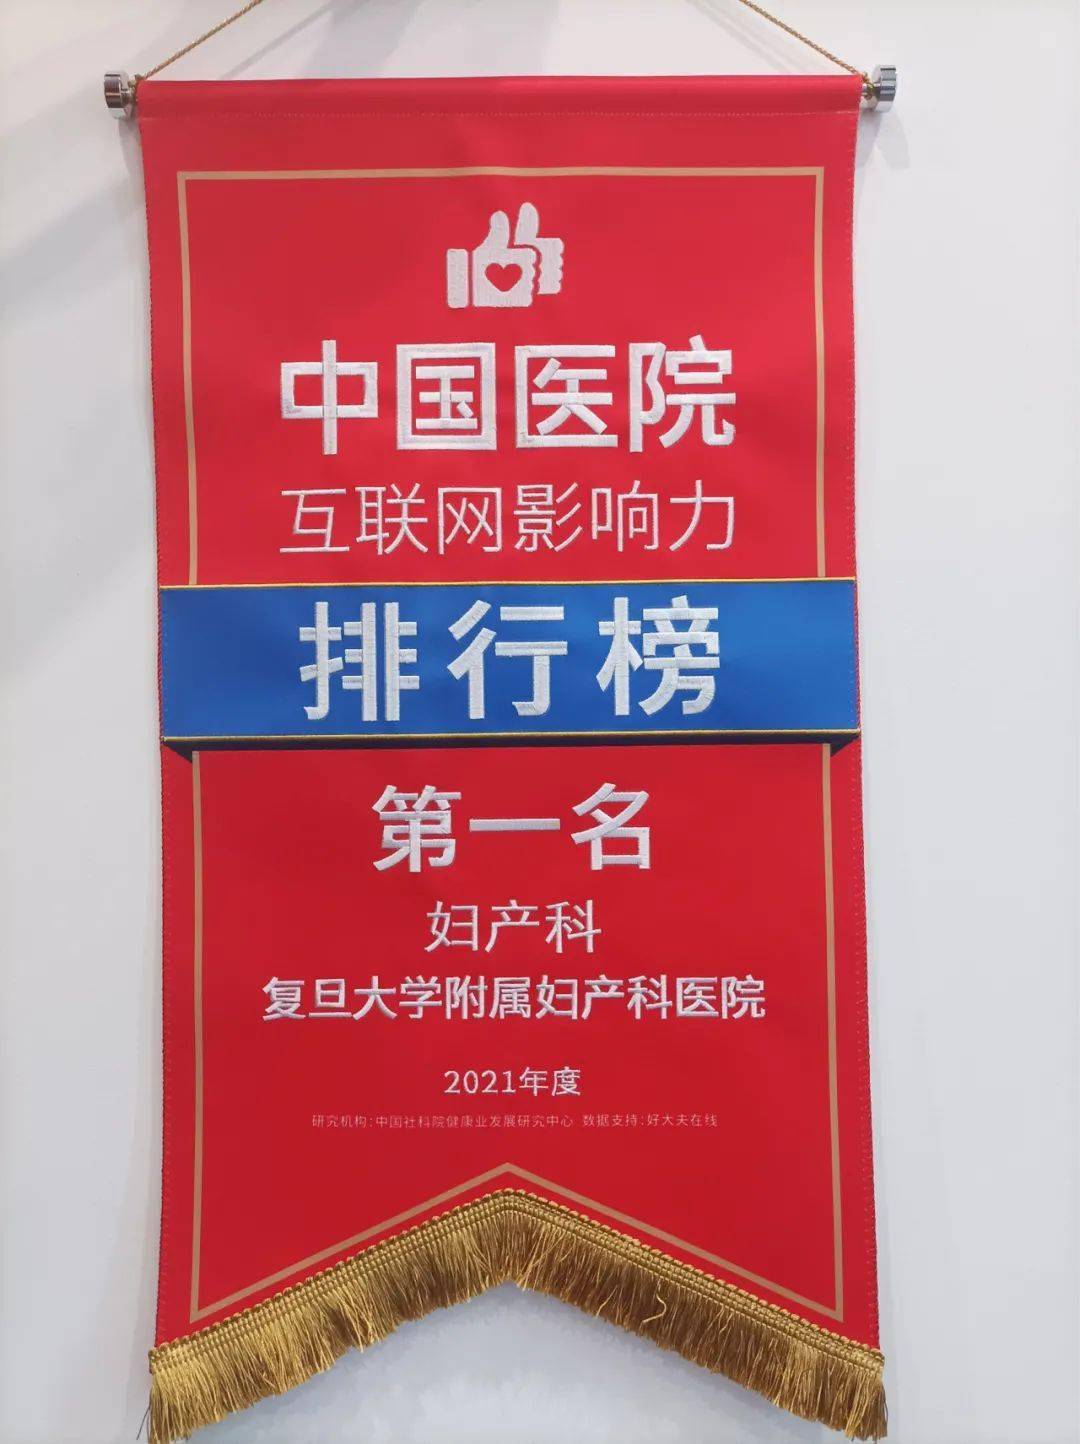 中国医院
互联网影响力
排行榜
第一名
妇产科
复旦大学附属妇产科医院
2021年度
研究机构:中国社科院健康业发展研究中心 数据支持:好大夫在线